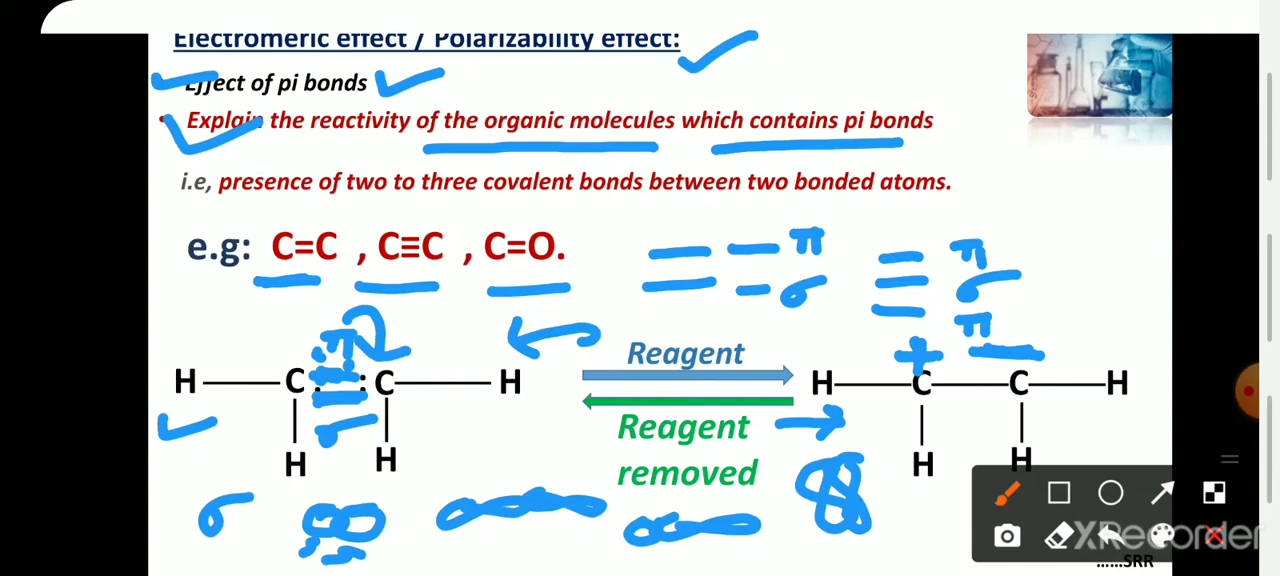 Electromeric effect / Polarizability effect:
Effect of pi bonds
• Explain the reactivity of the organic molecules which contains pi bonds
i.e, presence of two to three covalent bonds between two bonded atoms.
e.g: C=C , C≡C , C=O.
π
σ
π
σ
π
π
Reagent
+
H C : C H
H C C H
σ
Reagent
removed
H H
H H
σ
XRecorder
......SRR